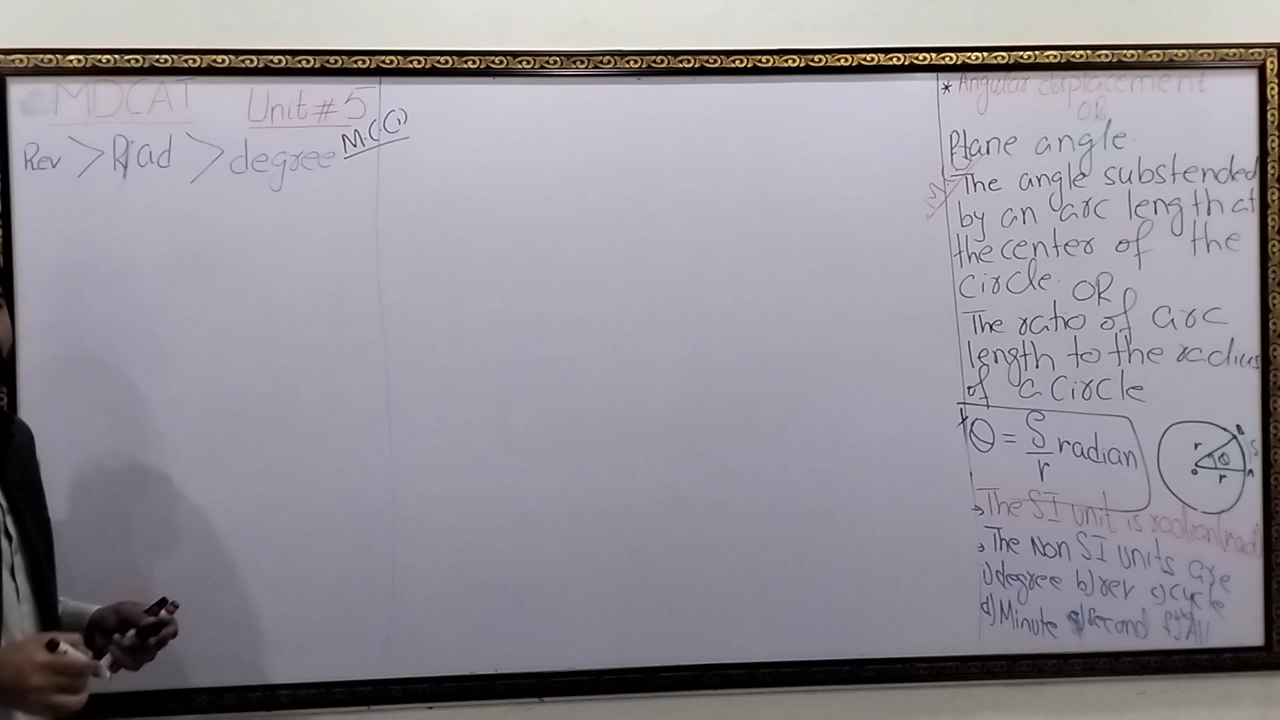 MDCAT Unit # 5
Rev > Rad > degree M.C.Q
* Angular displacement
OR
Plane angle.
The angle substended
by an arc length at
the center of the
circle. OR
The ratio of arc
length to the radius
of a circle
θ = S/r radian
B
r θ S
o r A
→ The SI unit is radian(rad)
→ The Non SI units are
a) degree b) rev c) cycle
d) Minute e) Second f) All